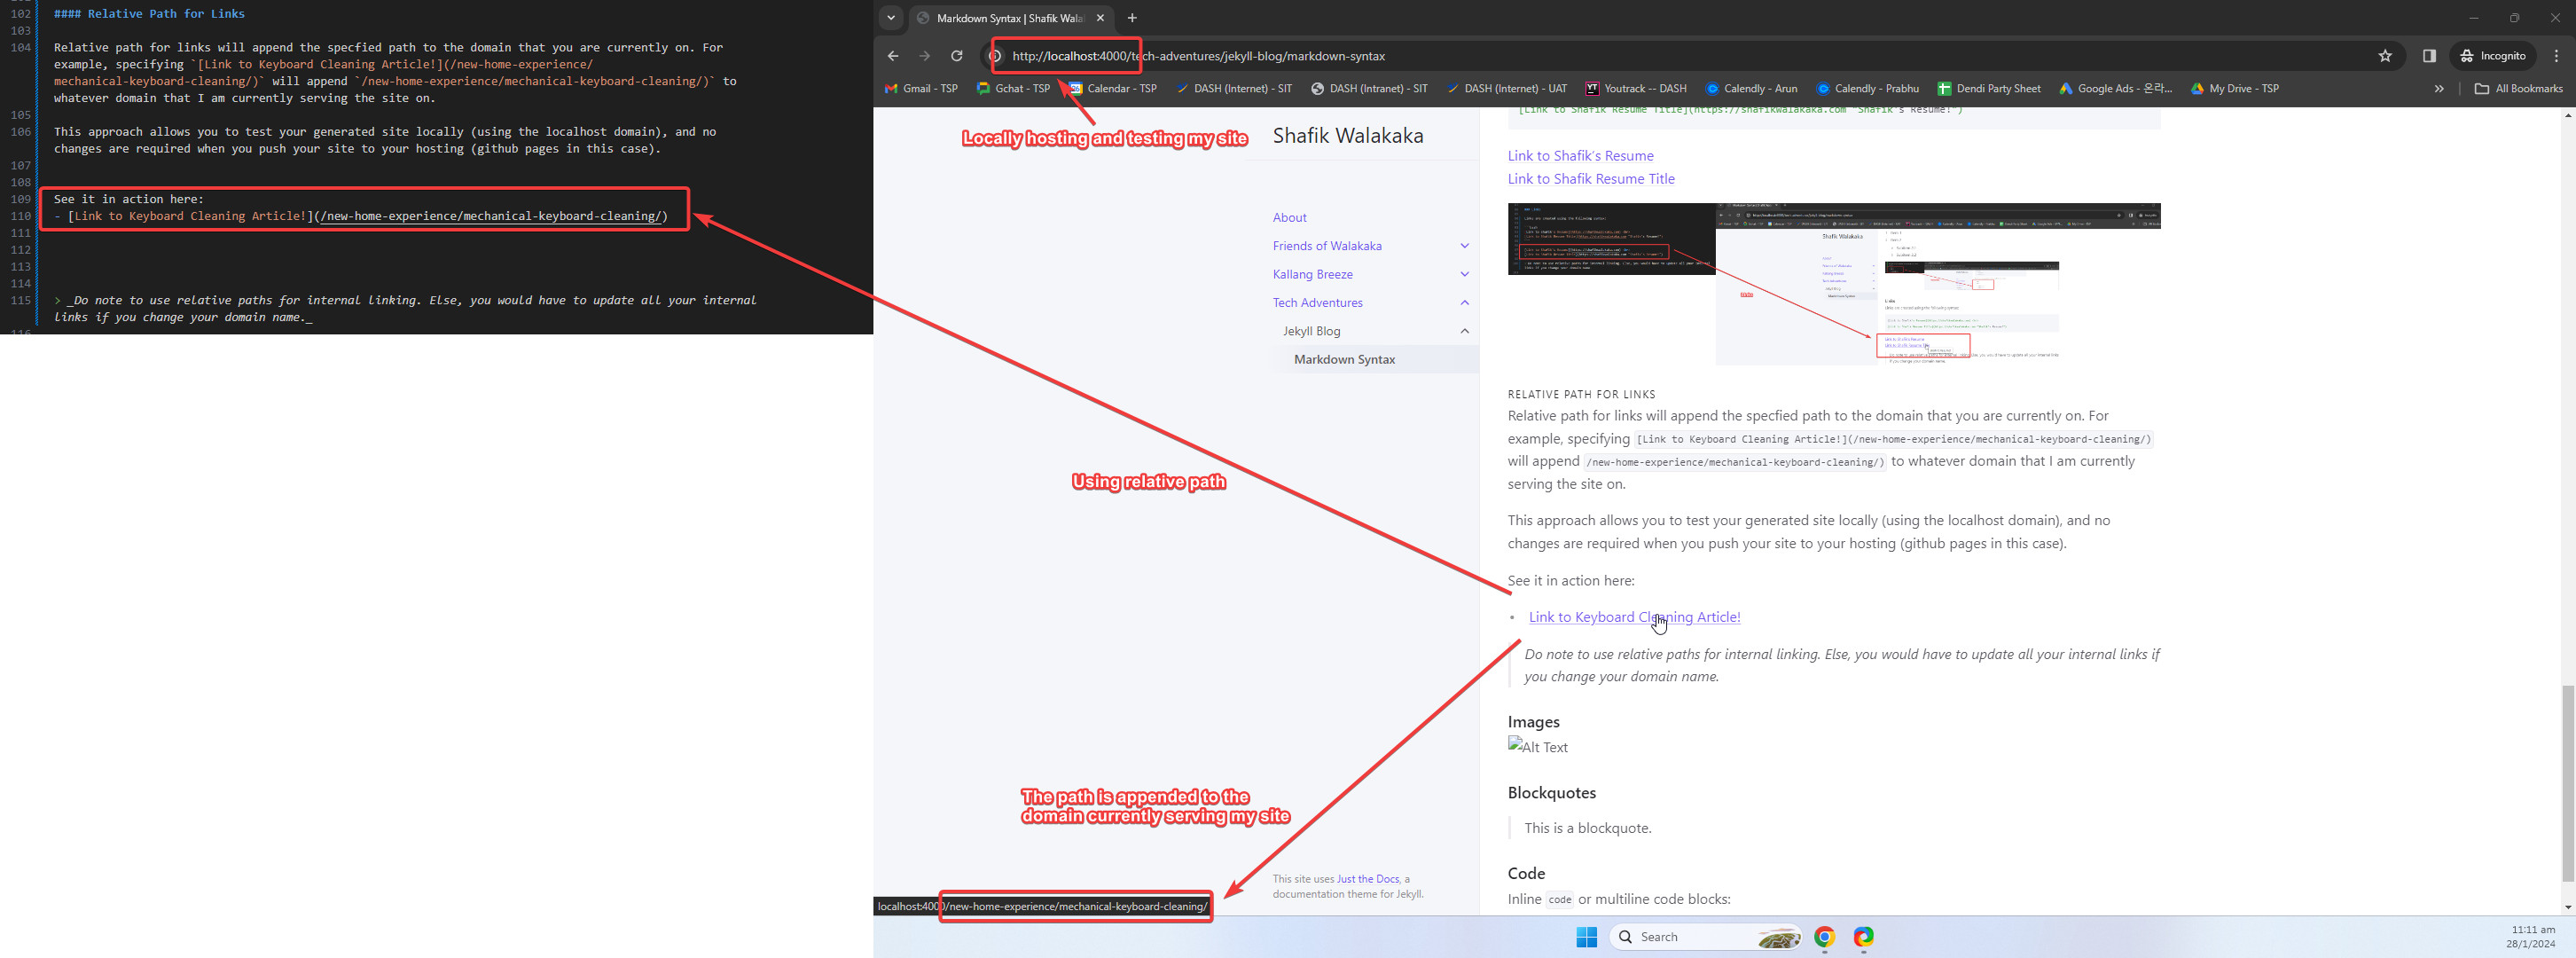 102 #### Relative Path for Links
103
104 Relative path for links will append the specfied path to the domain that you are currently on. For
example, specifying `[Link to Keyboard Cleaning Article!](/new-home-experience/
mechanical-keyboard-cleaning/)` will append `/new-home-experience/mechanical-keyboard-cleaning/)` to
whatever domain that I am currently serving the site on.
105
106 This approach allows you to test your generated site locally (using the localhost domain), and no
changes are required when you push your site to your hosting (github pages in this case).
107
108
109 See it in action here:
110 - [Link to Keyboard Cleaning Article!](/new-home-experience/mechanical-keyboard-cleaning/)
111
112
113
114
115 > _Do note to use relative paths for internal linking. Else, you would have to update all your internal
links if you change your domain name._
116
Markdown Syntax | Shafik Wala
http://localhost:4000/tech-adventures/jekyll-blog/markdown-syntax
Incognito
Gmail - TSP
Gchat - TSP
Calendar - TSP
DASH (Internet) - SIT
DASH (Intranet) - SIT
DASH (Internet) - UAT
Youtrack -- DASH
Calendly - Arun
Calendly - Prabhu
Dendi Party Sheet
Google Ads - 온라...
My Drive - TSP
All Bookmarks
Locally hosting and testing my site
Shafik Walakaka
About
Friends of Walakaka
Kallang Breeze
Tech Adventures
Jekyll Blog
Markdown Syntax
Using relative path
The path is appended to the
domain currently serving my site
This site uses Just the Docs, a
documentation theme for Jekyll.
localhost:4000/new-home-experience/mechanical-keyboard-cleaning/
[Link to Shafik Resume Title](https://shafikwalakaka.com "Shafik's Resume!")
Link to Shafik's Resume
Link to Shafik Resume Title
RELATIVE PATH FOR LINKS
Relative path for links will append the specfied path to the domain that you are currently on. For
example, specifying [Link to Keyboard Cleaning Article!](/new-home-experience/mechanical-keyboard-cleaning/)
will append /new-home-experience/mechanical-keyboard-cleaning/) to whatever domain that I am currently
serving the site on.
This approach allows you to test your generated site locally (using the localhost domain), and no
changes are required when you push your site to your hosting (github pages in this case).
See it in action here:
• Link to Keyboard Cleaning Article!
Do note to use relative paths for internal linking. Else, you would have to update all your internal links if
you change your domain name.
Images
Alt Text
Blockquotes
This is a blockquote.
Code
Inline code or multiline code blocks:
Search
11:11 am
28/1/2024